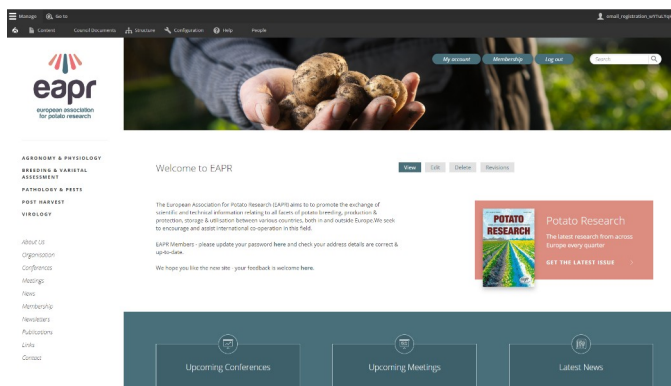 Manage Go to
Content Council Documents Structure Configuration Help People
My account Membership Log out Search
eapr
european association
for potato research
AGRONOMY & PHYSIOLOGY
BREEDING & VARIETAL
ASSESSMENT
PATHOLOGY & PESTS
POST HARVEST
VIROLOGY
About Us
Organisation
Conferences
Meetings
News
Membership
Newsletters
Publications
Links
Contact
Welcome to EAPR
View Edit Delete Revisions
The European Association for Potato Research (EAPR) aims to to promote the exchange of
scientific and technical information relating to all facets of potato breeding, production &
protection, storage & utilisation between various countries, both in and outside Europe.We seek
to encourage and assist international co-operation in this field.
EAPR Members - please update your password here and check your address details are correct &
up-to-date.
We hope you like the new site - your feedback is welcome here.
POTATO
RESEARCH
Potato Research
The latest research from across
Europe every quarter
GET THE LATEST ISSUE
Upcoming Conferences
Upcoming Meetings
Latest News